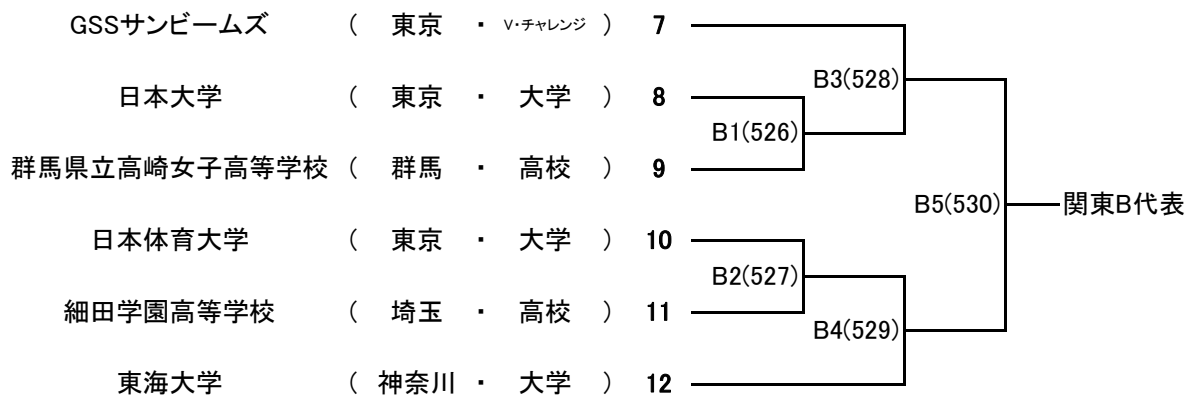 GSSサンビームズ ( 東京 ・ V・チャレンジ ) 7
B3(528)
日本大学 ( 東京 ・ 大学 ) 8
B1(526)
群馬県立高崎女子高等学校 ( 群馬 ・ 高校 ) 9
B5(530) 関東B代表
日本体育大学 ( 東京 ・ 大学 ) 10
B2(527)
細田学園高等学校 ( 埼玉 ・ 高校 ) 11
B4(529)
東海大学 ( 神奈川 ・ 大学 ) 12